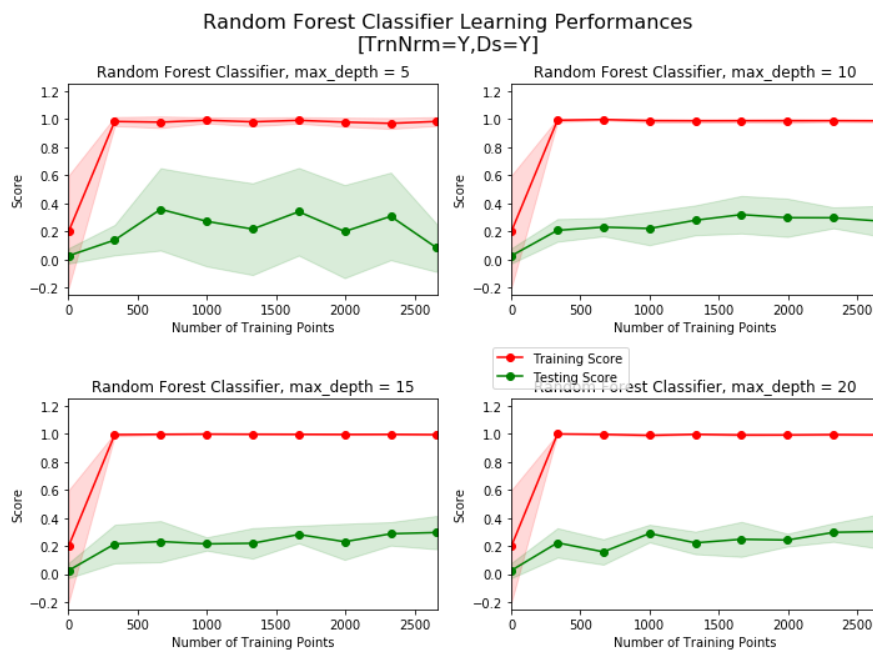 Random Forest Classifier Learning Performances
[TrnNrm=Y,Ds=Y]
Random Forest Classifier, max_depth = 5
1.2
1.0
0.8
0.6
0.4
0.2
0.0
−0.2
Score
0 500 1000 1500 2000 2500
Number of Training Points
Random Forest Classifier, max_depth = 10
1.2
1.0
0.8
0.6
0.4
0.2
0.0
−0.2
Score
0 500 1000 1500 2000 2500
Number of Training Points
Training Score
Testing Score
Random Forest Classifier, max_depth = 15
1.2
1.0
0.8
0.6
0.4
0.2
0.0
−0.2
Score
0 500 1000 1500 2000 2500
Number of Training Points
Random Forest Classifier, max_depth = 20
1.2
1.0
0.8
0.6
0.4
0.2
0.0
−0.2
Score
0 500 1000 1500 2000 2500
Number of Training Points